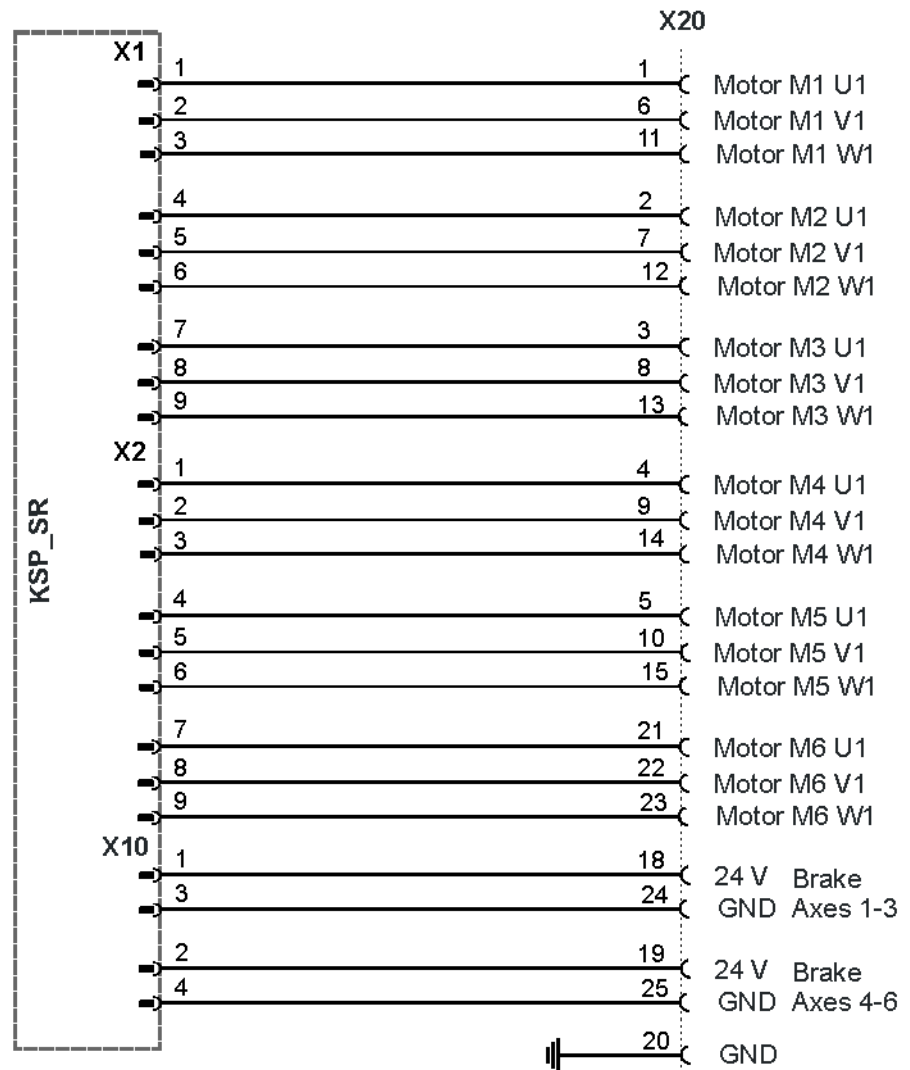 X20
X1
1 1 Motor M1 U1
2 6 Motor M1 V1
3 11 Motor M1 W1
4 2 Motor M2 U1
5 7 Motor M2 V1
6 12 Motor M2 W1
7 3 Motor M3 U1
8 8 Motor M3 V1
9 13 Motor M3 W1
X2
1 4 Motor M4 U1
2 9 Motor M4 V1
3 14 Motor M4 W1
KSP_SR
4 5 Motor M5 U1
5 10 Motor M5 V1
6 15 Motor M5 W1
7 21 Motor M6 U1
8 22 Motor M6 V1
9 23 Motor M6 W1
X10
1 18 24 V Brake
3 24 GND Axes 1-3
2 19 24 V Brake
4 25 GND Axes 4-6
20 GND